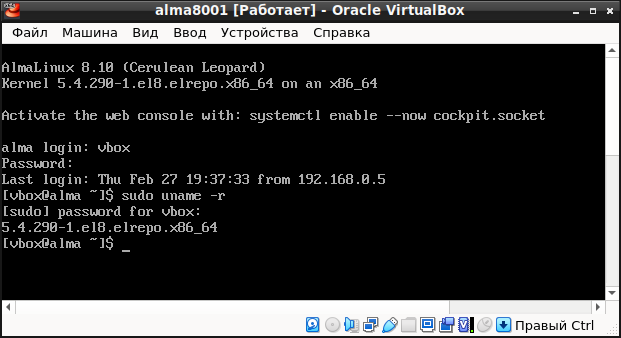 alma8001 [Работает] - Oracle VirtualBox
Файл Машина Вид Ввод Устройства Справка
AlmaLinux 8.10 (Cerulean Leopard)
Kernel 5.4.290-1.el8.elrepo.x86_64 on an x86_64
Activate the web console with: systemctl enable --now cockpit.socket
alma login: vbox
Password:
Last login: Thu Feb 27 19:37:33 from 192.168.0.5
[vbox@alma ~]$ sudo uname -r
[sudo] password for vbox:
5.4.290-1.el8.elrepo.x86_64
[vbox@alma ~]$ _
Правый Ctrl